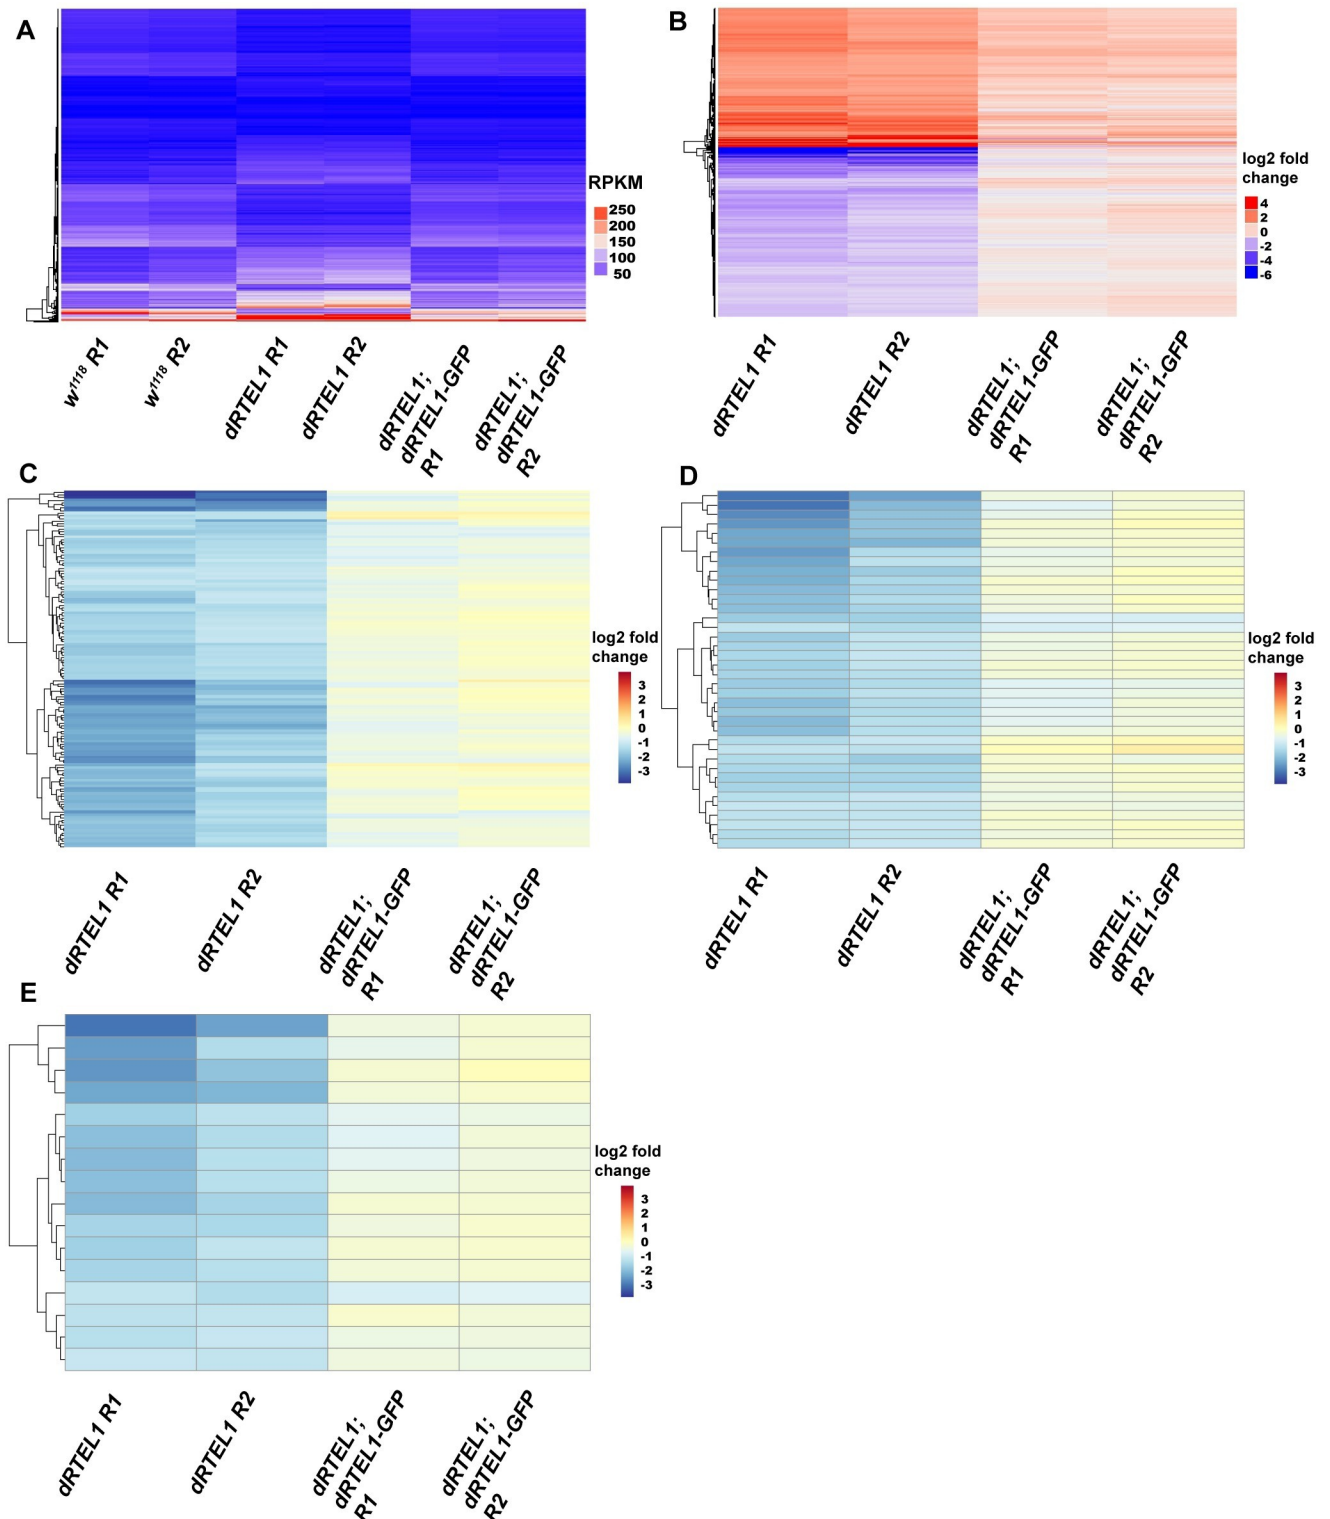 A
RPKM
250
200
150
100
50
w1118 R1
w1118 R2
dRTEL1 R1
dRTEL1 R2
dRTEL1;
dRTEL1-GFP
R1
dRTEL1;
dRTEL1-GFP
R2
B
log2 fold
change
4
2
0
-2
-4
-6
dRTEL1 R1
dRTEL1 R2
dRTEL1;
dRTEL1-GFP
R1
dRTEL1;
dRTEL1-GFP
R2
C
log2 fold
change
3
2
1
0
-1
-2
-3
dRTEL1 R1
dRTEL1 R2
dRTEL1;
dRTEL1-GFP
R1
dRTEL1;
dRTEL1-GFP
R2
D
log2 fold
change
3
2
1
0
-1
-2
-3
dRTEL1 R1
dRTEL1 R2
dRTEL1;
dRTEL1-GFP
R1
dRTEL1;
dRTEL1-GFP
R2
E
log2 fold
change
3
2
1
0
-1
-2
-3
dRTEL1 R1
dRTEL1 R2
dRTEL1;
dRTEL1-GFP
R1
dRTEL1;
dRTEL1-GFP
R2